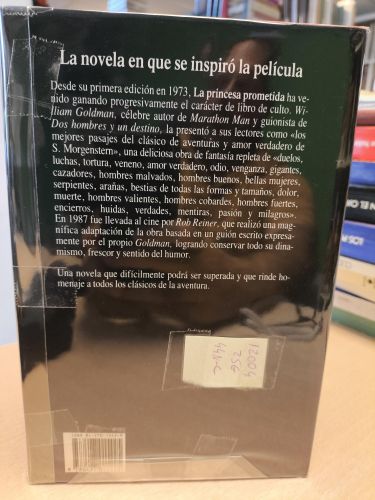 La novela en que se inspiró la película
Desde su primera edición en 1973, La princesa prometida ha ve-
nido ganando progresivamente el carácter de libro de culto. Wi-
lliam Goldman, célebre autor de Marathon Man y guionista de
Dos hombres y un destino, la presentó a sus lectores como «los
mejores pasajes del clásico de aventuras y amor verdadero de
S. Morgenstern», una deliciosa obra de fantasía repleta de «duelos,
luchas, tortura, veneno, amor verdadero, odio, venganza, gigantes,
cazadores, hombres malvados, hombres buenos, bellas mujeres,
serpientes, arañas, bestias de todas las formas y tamaños, dolor,
muerte, hombres valientes, hombres cobardes, hombres fuertes,
encierros, huidas, verdades, mentiras, pasión y milagros».
En 1987 fue llevada al cine por Rob Reiner, que realizó una mag-
nífica adaptación de la obra basada en un guión escrito expresa-
mente por el propio Goldman, logrando conservar todo su dina-
mismo, frescor y sentido del humor.
Una novela que difícilmente podrá ser superada y que rinde ho-
menaje a todos los clásicos de la aventura.